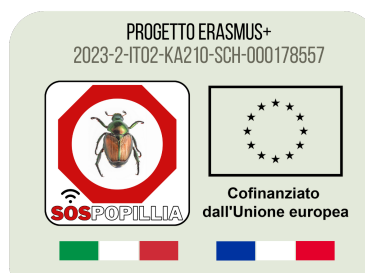 PROGETTO ERASMUS+
2023-2-IT02-KA210-SCH-000178557
SOSPOPILLIA
Cofinanziato
dall'Unione europea